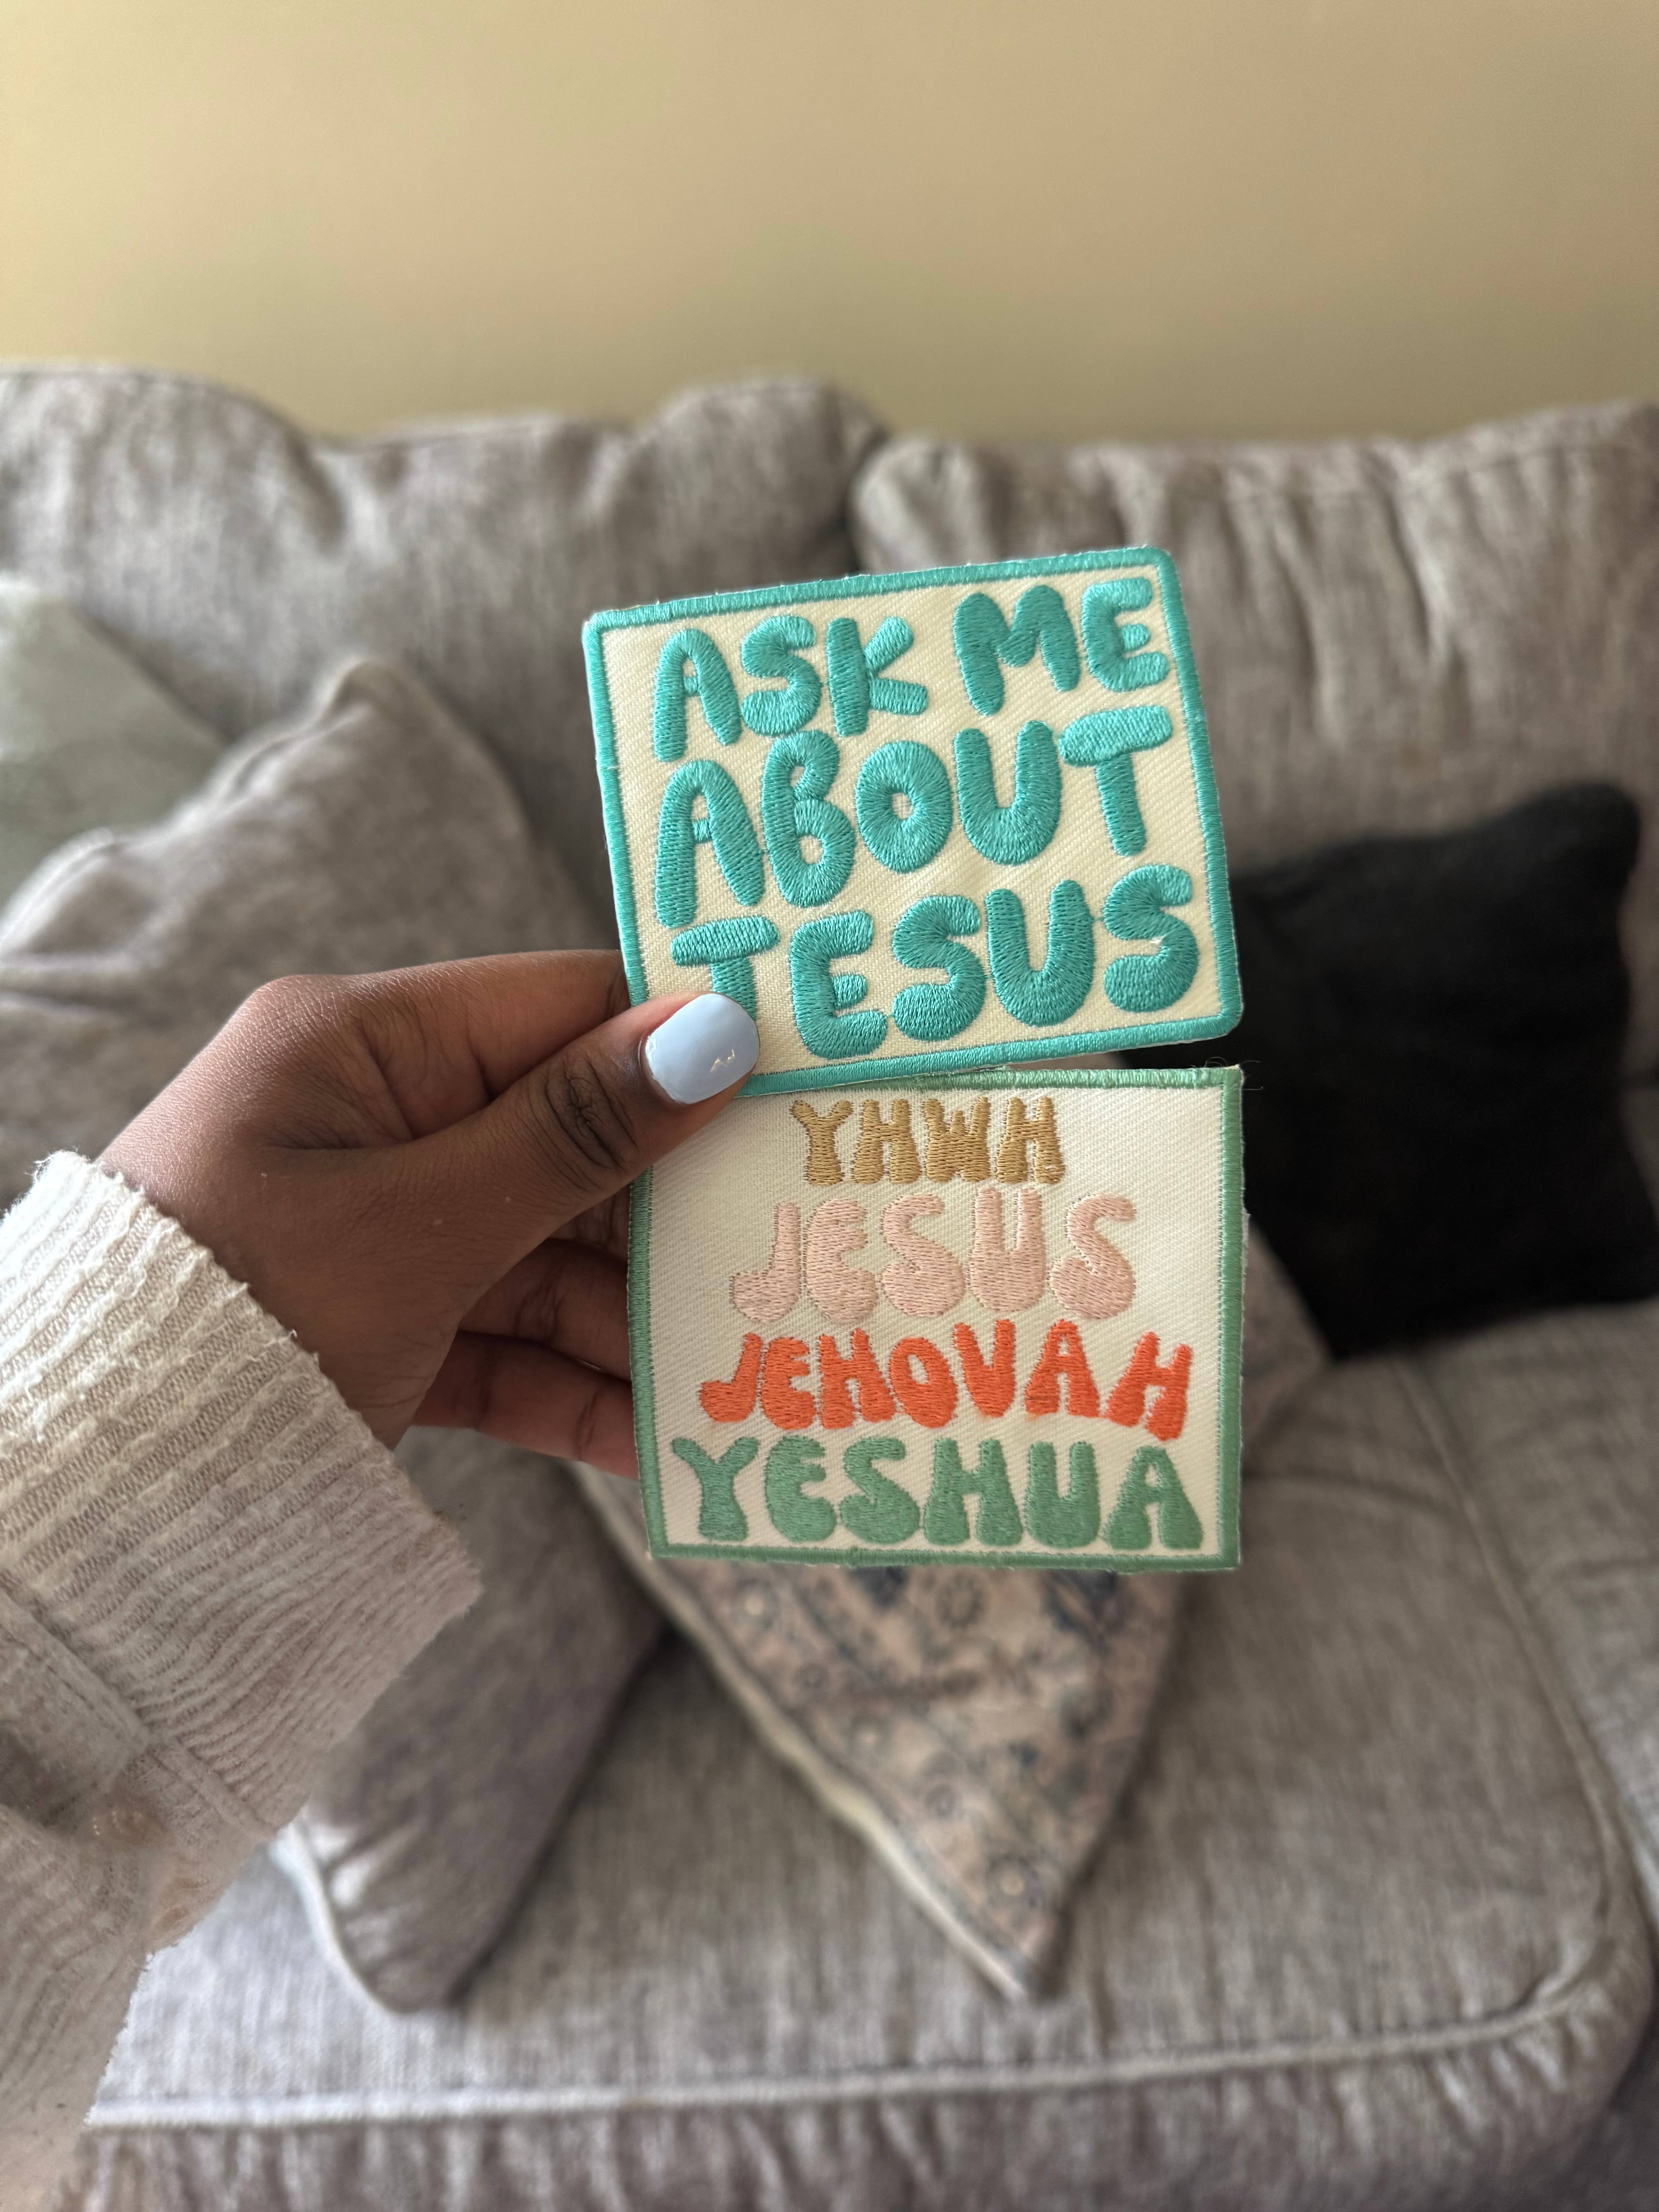 ASK ME
ABOUT
JESUS
YHWH
JESUS
JEHOVAH
YESHUA